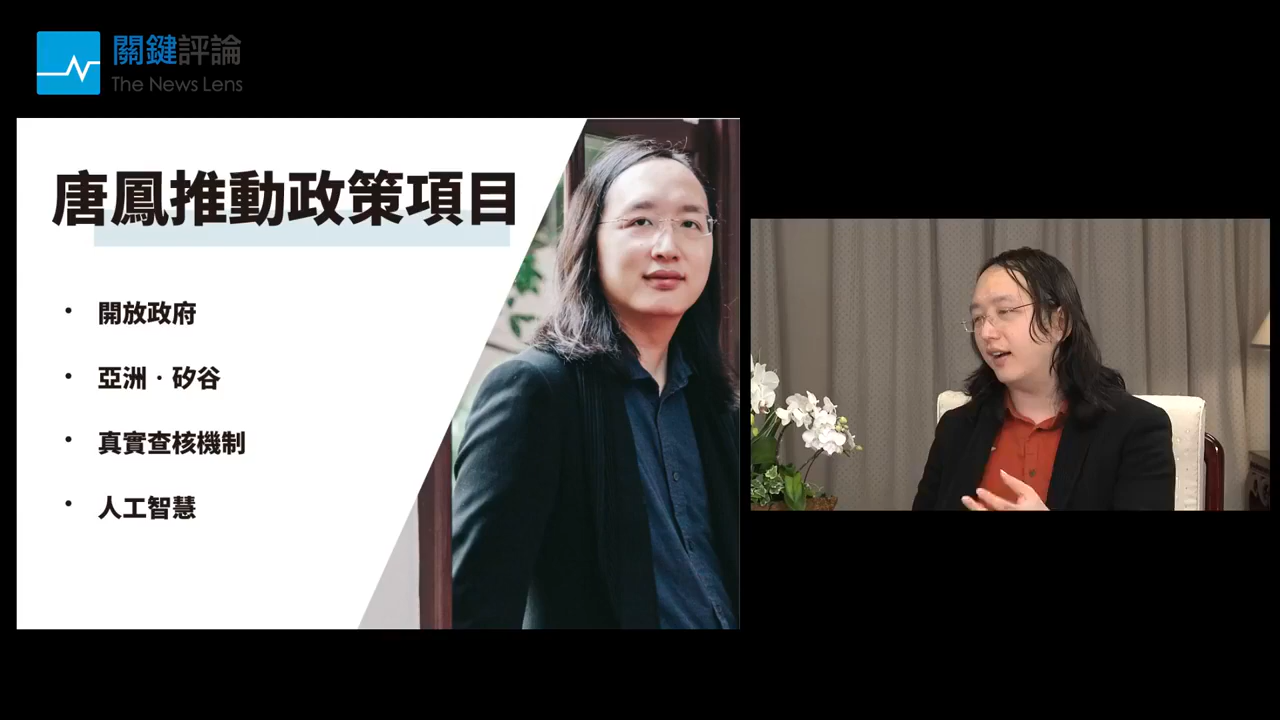 關鍵評論
The News Lens
唐鳳推動政策項目
• 開放政府
• 亞洲．矽谷
• 真實查核機制
• 人工智慧